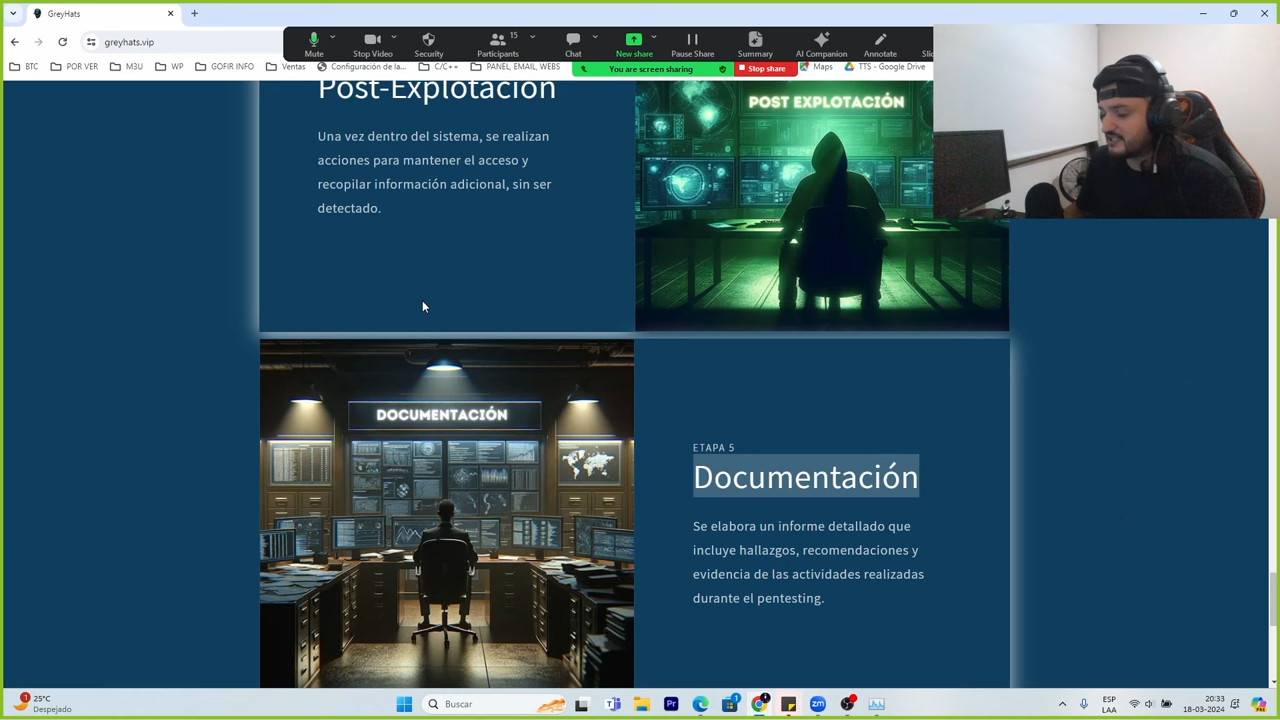 GreyHats
greyhats.vip
Mute
Stop Video
Security
15
Participants
Chat
New share
Pause Share
Summary
AI Companion
Annotate
BTC
POR VER
M3U
WP
GOFIR INFO
Ventas
Configuración de la...
C/C++
PANEL, EMAIL, WEBS
You are screen sharing
Stop share
Maps
TTS - Google Drive
Post-Explotación
Una vez dentro del sistema, se realizan
acciones para mantener el acceso y
recopilar información adicional, sin ser
detectado.
POST EXPLOTACIÓN
DOCUMENTACIÓN
ETAPA 5
Documentación
Se elabora un informe detallado que
incluye hallazgos, recomendaciones y
evidencia de las actividades realizadas
durante el pentesting.
1
25°C
Despejado
Buscar
ESP
LAA
20:33
18-03-2024